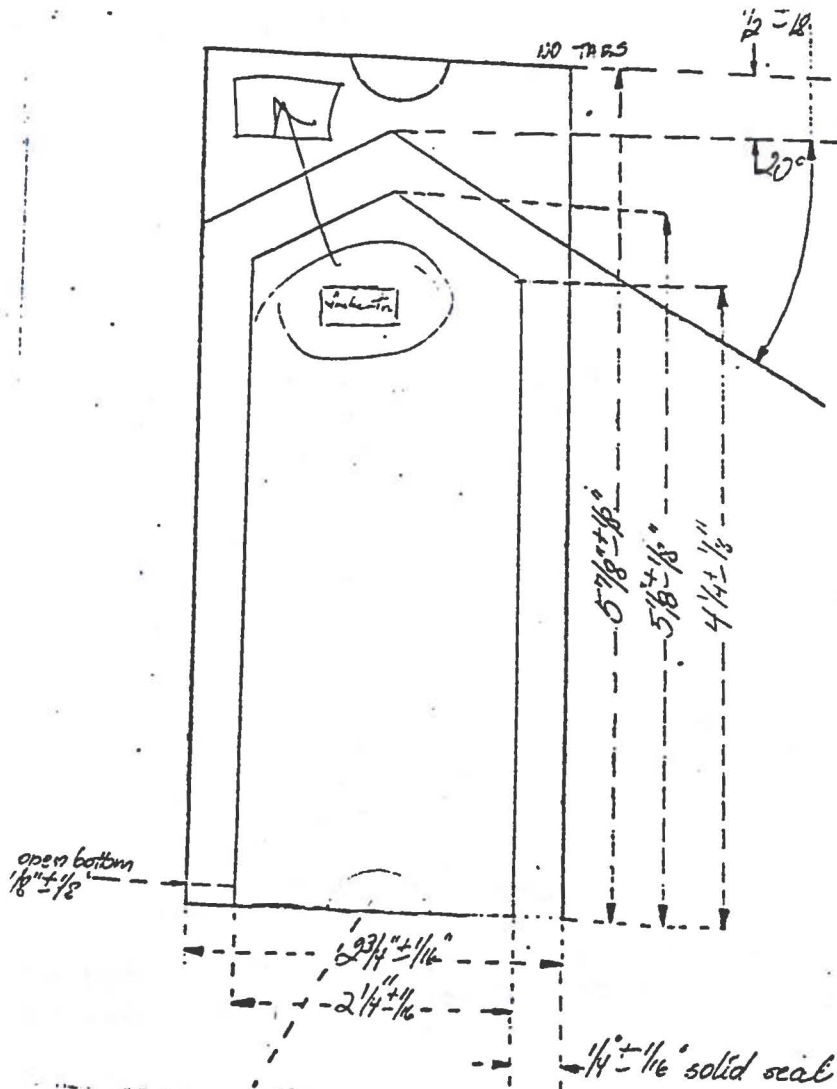 NO TABS
1/2 ± 1/8
20°
5 7/8" ± 1/8"
5 1/8" ± 1/8"
4 1/4 ± 1/8"
open bottom
1/8" ± 1/8"
2 3/4" ± 1/16"
2 1/4" ± 1/16
1/4" ± 1/16" solid seal